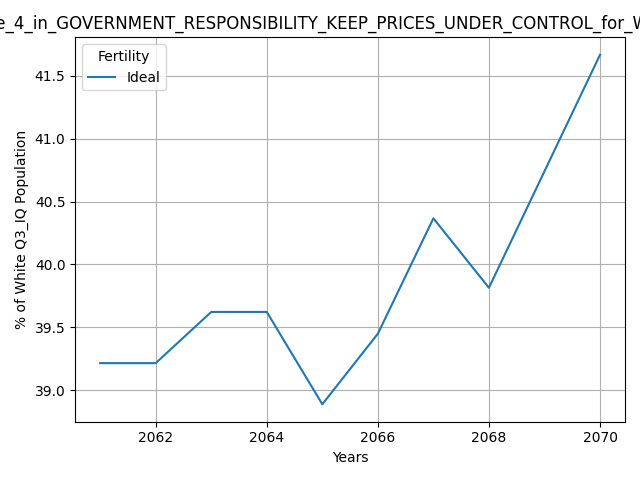 e_4_in_GOVERNMENT_RESPONSIBILITY_KEEP_PRICES_UNDER_CONTROL_for_W
Fertility
Ideal
41.5
41.0
40.5
40.0
39.5
39.0
% of White Q3_IQ Population
2062 2064 2066 2068 2070
Years